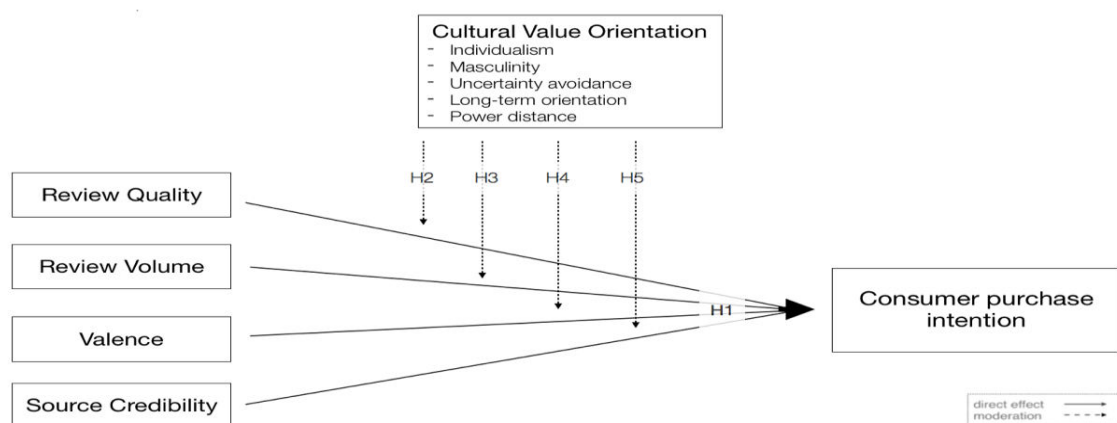 Cultural Value Orientation
- Individualism
- Masculinity
- Uncertainty avoidance
- Long-term orientation
- Power distance
H2
H3
H4
H5
Review Quality
Review Volume
Valence
Source Credibility
H1
Consumer purchase
intention
direct effect
moderation